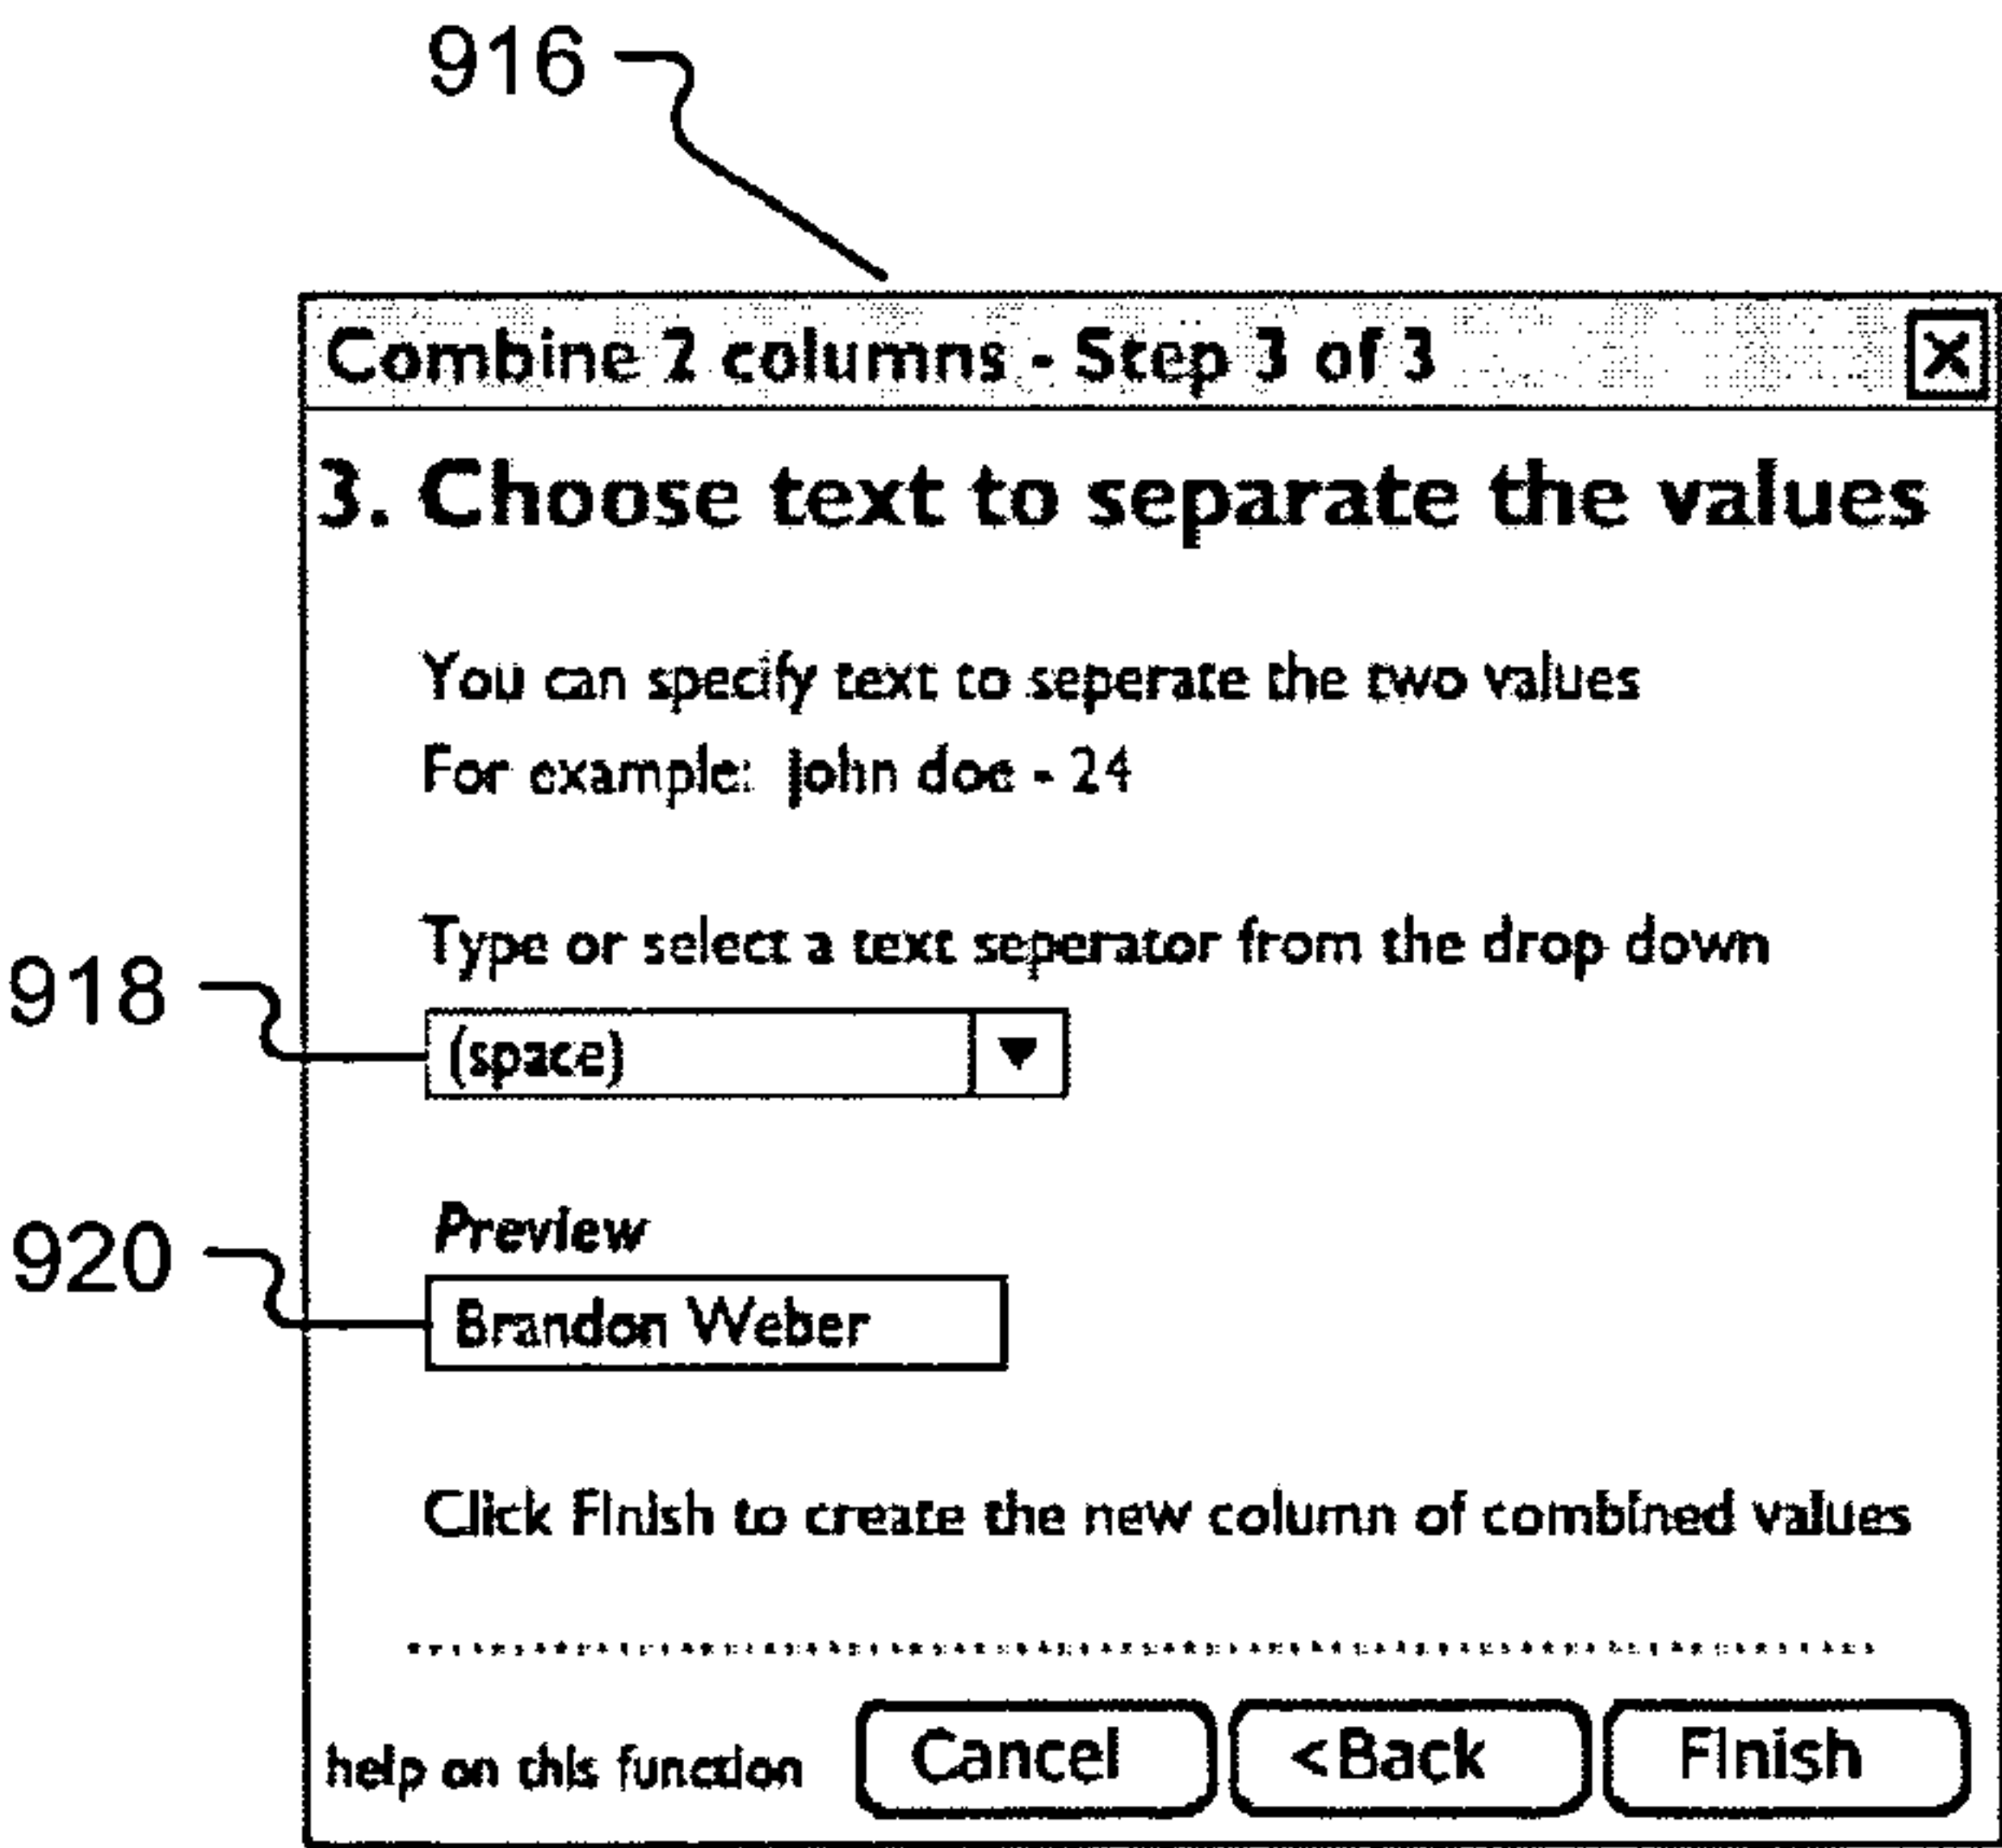 916
Combine 2 columns - Step 3 of 3
3. Choose text to separate the values
You can specify text to seperate the two values
For example: john doe - 24
Type or select a text seperator from the drop down
918
(space)
Preview
920
Brandon Weber
Click Finish to create the new column of combined values
help on this function Cancel <Back Finish